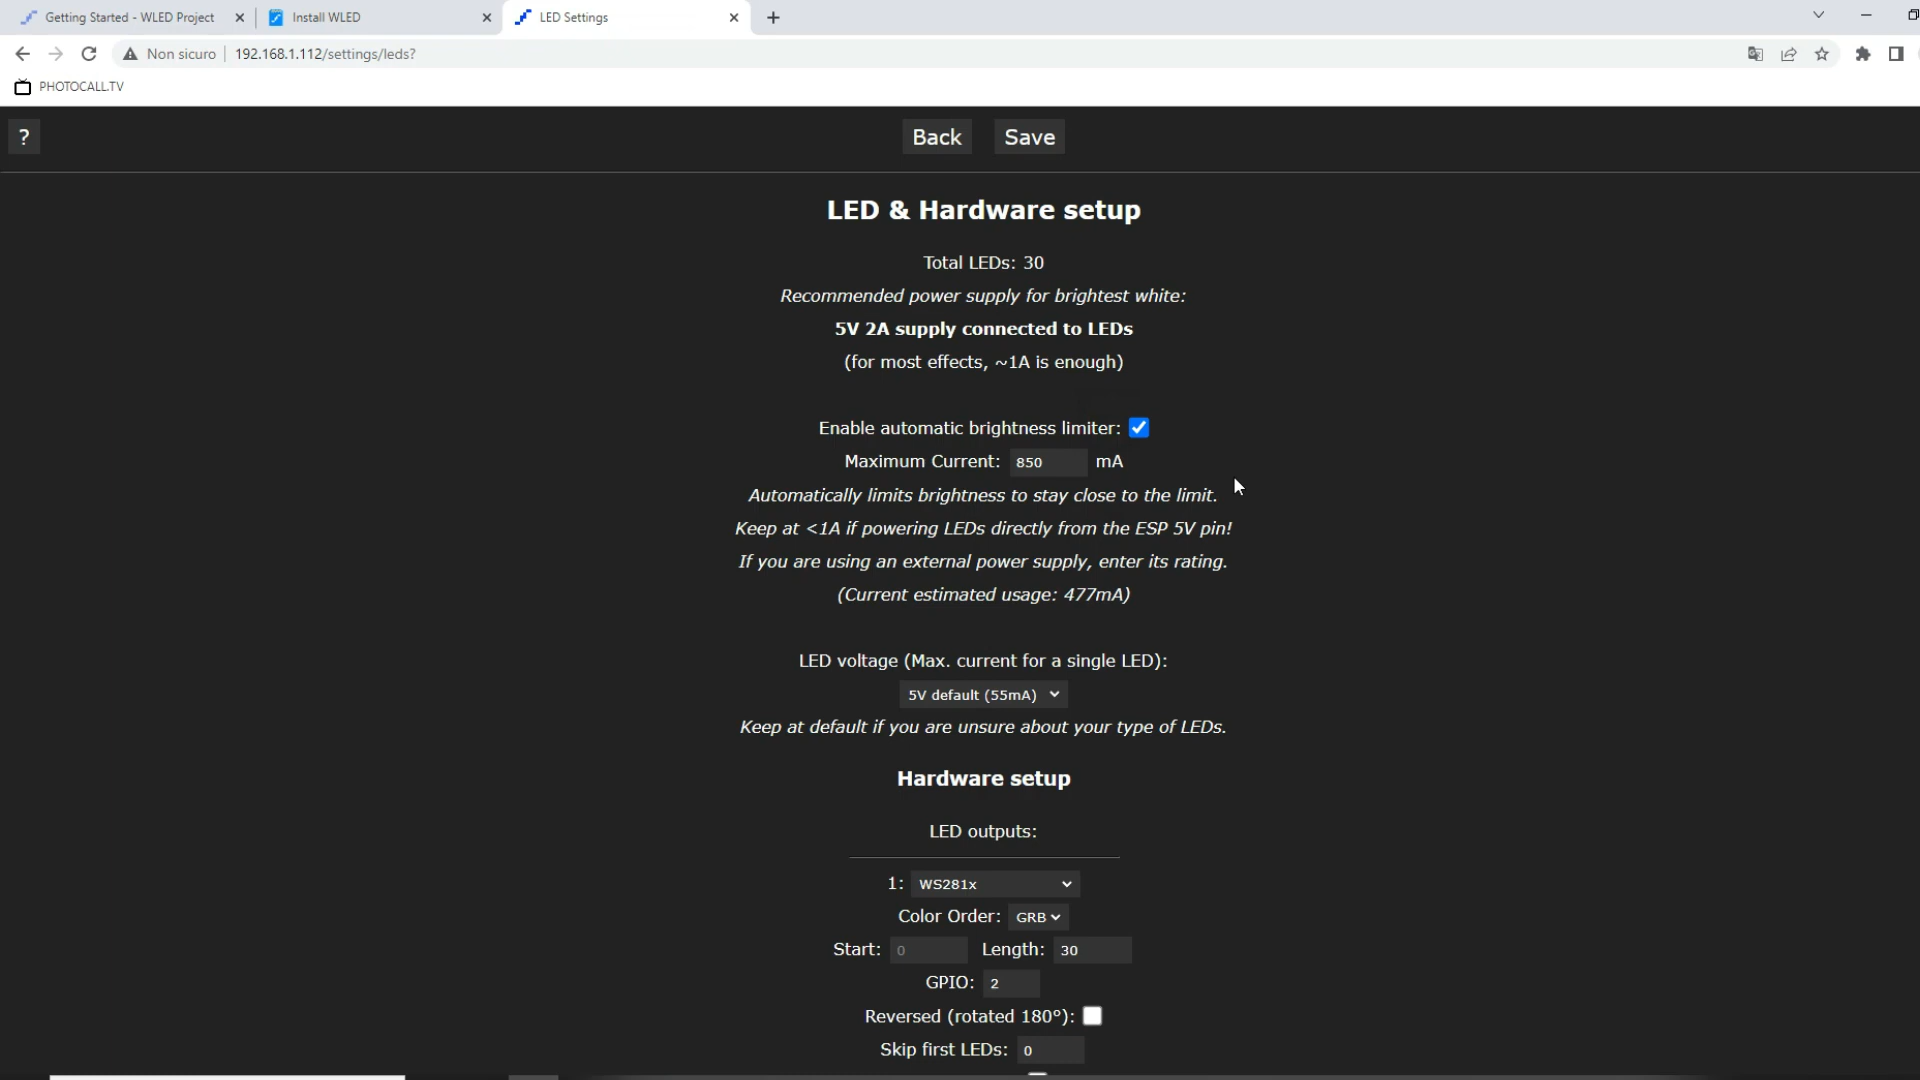 Getting Started - WLED Project
Install WLED
LED Settings
Non sicuro
192.168.1.112/settings/leds?
PHOTOCALL.TV
?
Back
Save
LED & Hardware setup
Total LEDs: 30
Recommended power supply for brightest white:
5V 2A supply connected to LEDs
(for most effects, ~1A is enough)
Enable automatic brightness limiter:
Maximum Current: 850 mA
Automatically limits brightness to stay close to the limit.
Keep at <1A if powering LEDs directly from the ESP 5V pin!
If you are using an external power supply, enter its rating.
(Current estimated usage: 477mA)
LED voltage (Max. current for a single LED):
5V default (55mA)
Keep at default if you are unsure about your type of LEDs.
Hardware setup
LED outputs:
1: WS281x
Color Order: GRB
Start: 0 Length: 30
GPIO: 2
Reversed (rotated 180°):
Skip first LEDs: 0